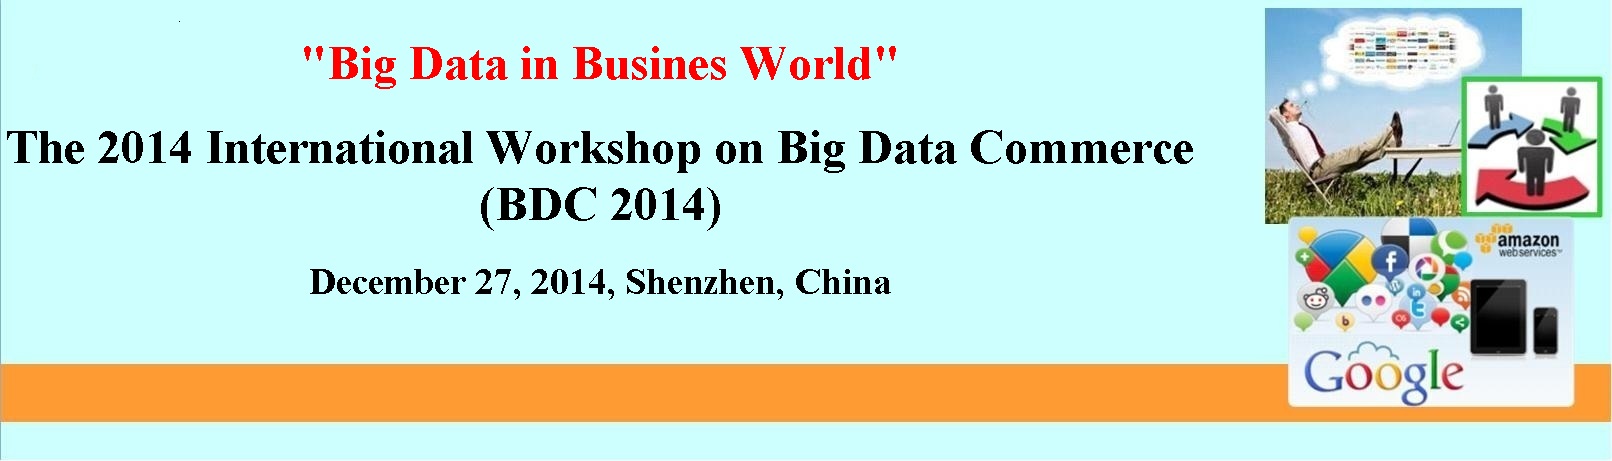 "Big Data in Busines World"
The 2014 International Workshop on Big Data Commerce
(BDC 2014)
December 27, 2014, Shenzhen, China
amazon
webservices™
Google